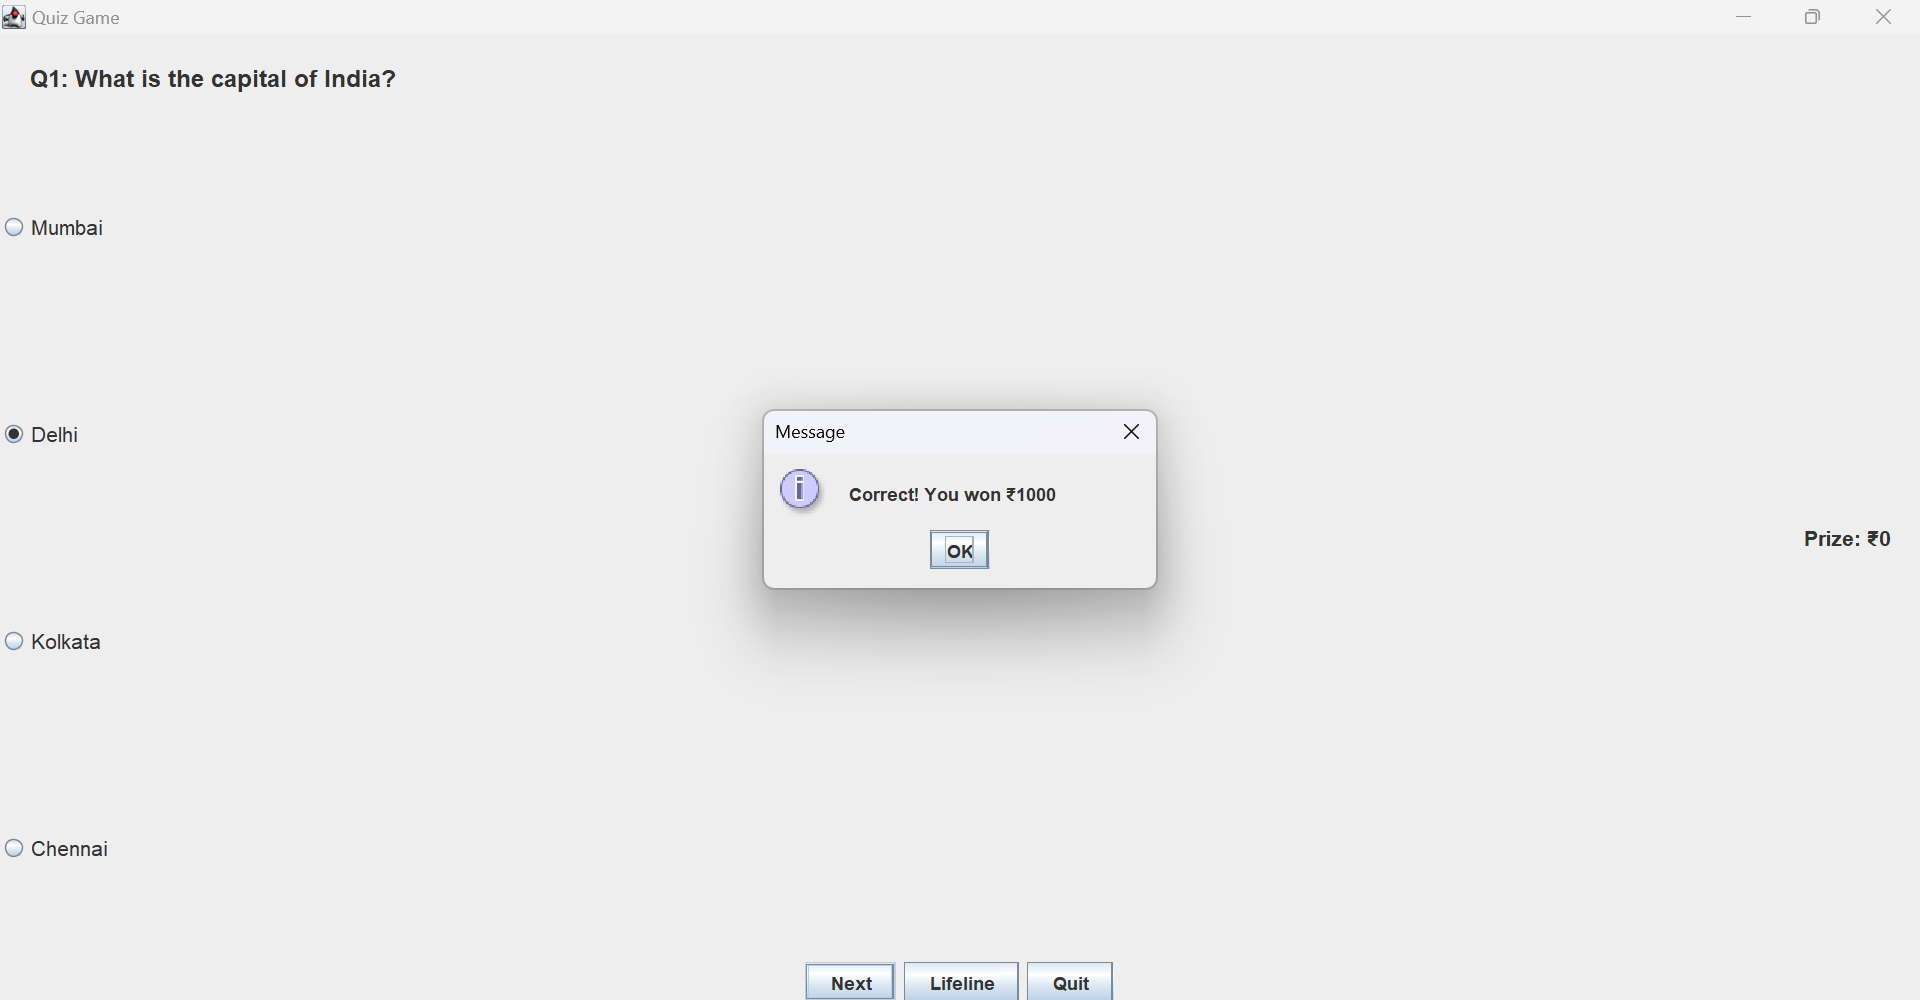 Quiz Game
Q1: What is the capital of India?
Mumbai
Delhi
Message
Correct! You won ₹1000
OK
Prize: ₹0
Kolkata
Chennai
Next Lifeline Quit